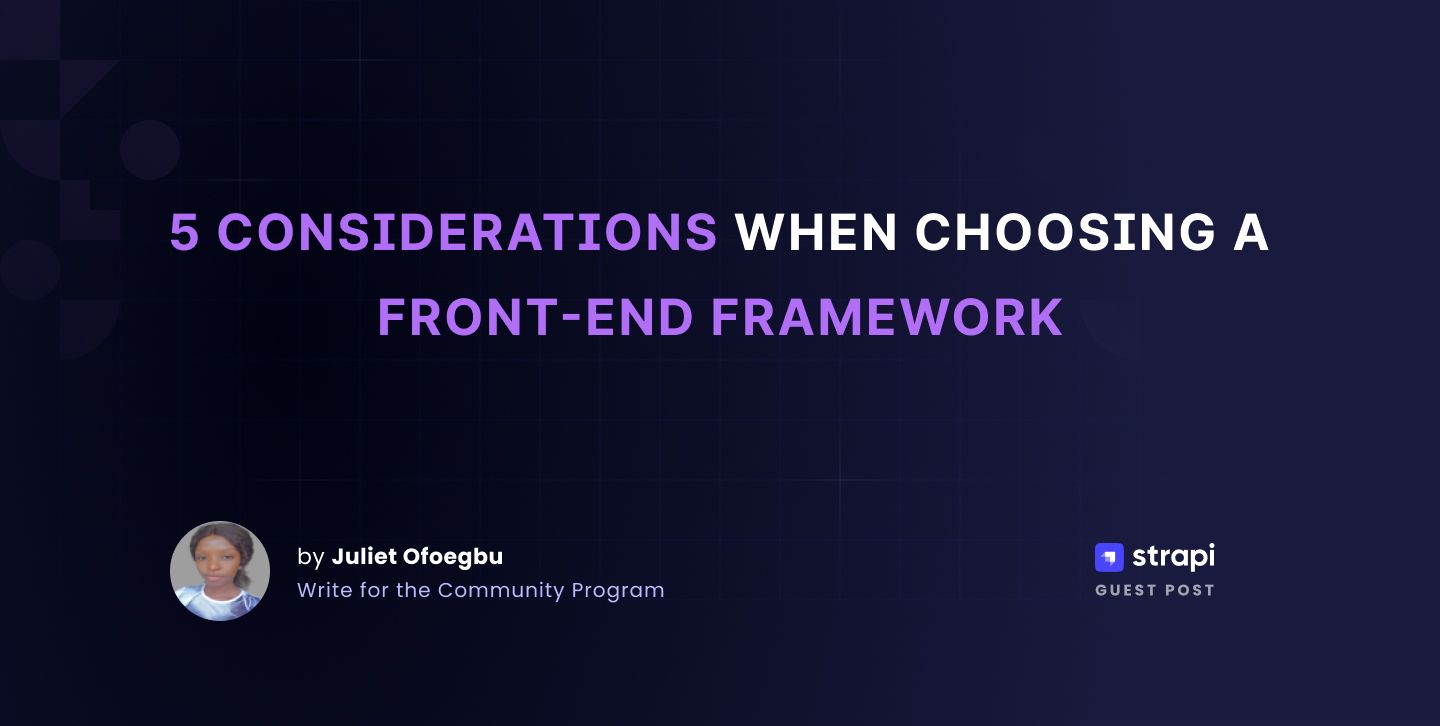 5 CONSIDERATIONS WHEN CHOOSING A
FRONT-END FRAMEWORK
by Juliet Ofoegbu
Write for the Community Program
strapi
GUEST POST